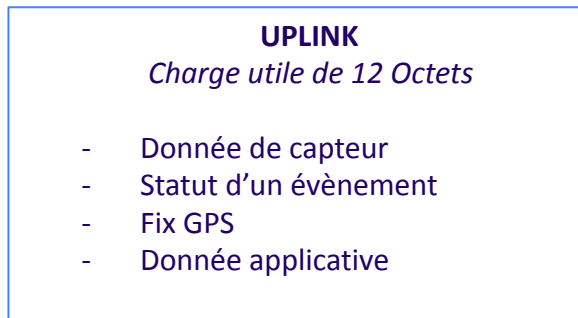 UPLINK
Charge utile de 12 Octets
- Donnée de capteur
- Statut d’un évènement
- Fix GPS
- Donnée applicative